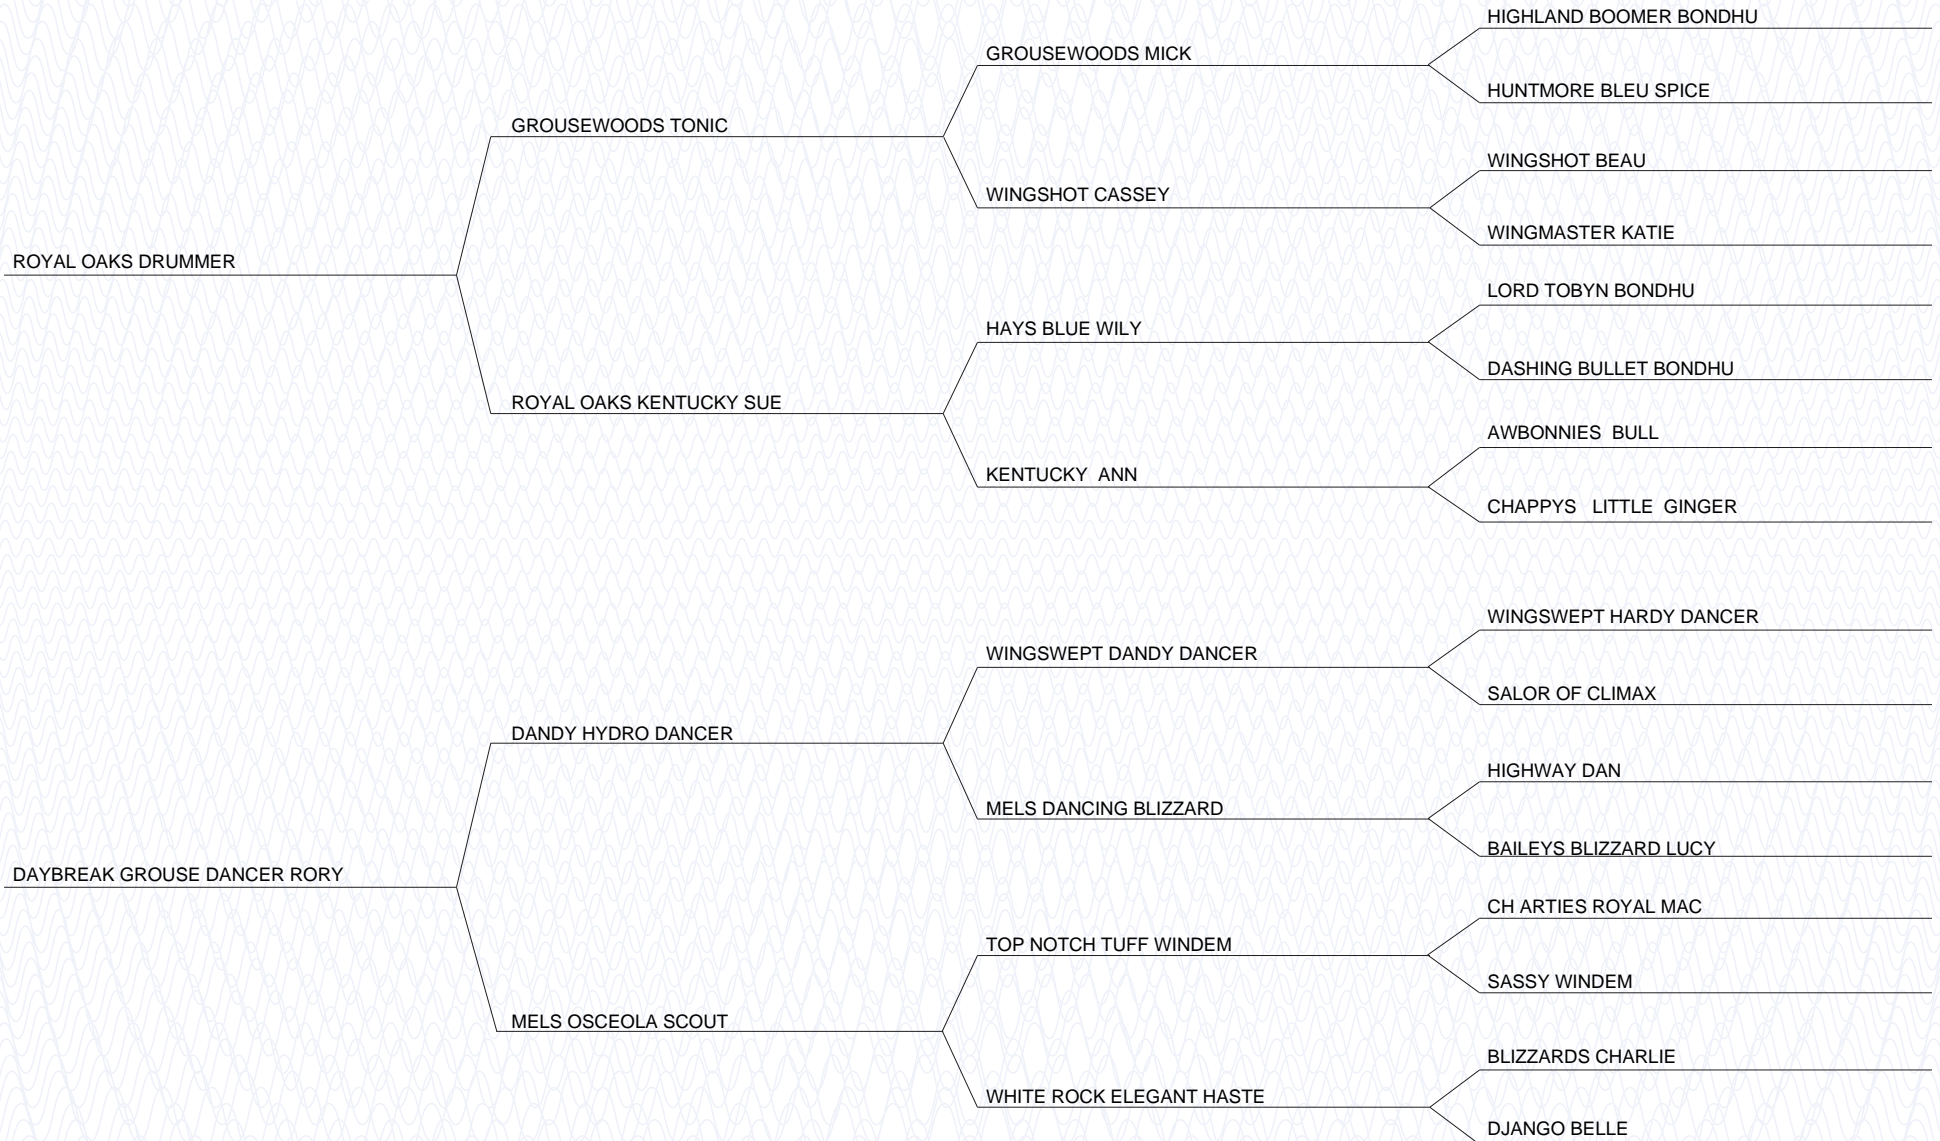 HIGHLAND BOOMER BONDHU
GROUSEWOODS MICK
HUNTMORE BLEU SPICE
GROUSEWOODS TONIC
WINGSHOT BEAU
WINGSHOT CASSEY
WINGMASTER KATIE
ROYAL OAKS DRUMMER
LORD TOBYN BONDHU
HAYS BLUE WILY
DASHING BULLET BONDHU
ROYAL OAKS KENTUCKY SUE
AWBONNIES  BULL
KENTUCKY  ANN
CHAPPYS   LITTLE  GINGER
WINGSWEPT HARDY DANCER
WINGSWEPT DANDY DANCER
SALOR OF CLIMAX
DANDY HYDRO DANCER
HIGHWAY DAN
MELS DANCING BLIZZARD
BAILEYS BLIZZARD LUCY
DAYBREAK GROUSE DANCER RORY
CH ARTIES ROYAL MAC
TOP NOTCH TUFF WINDEM
SASSY WINDEM
MELS OSCEOLA SCOUT
BLIZZARDS CHARLIE
WHITE ROCK ELEGANT HASTE
DJANGO BELLE